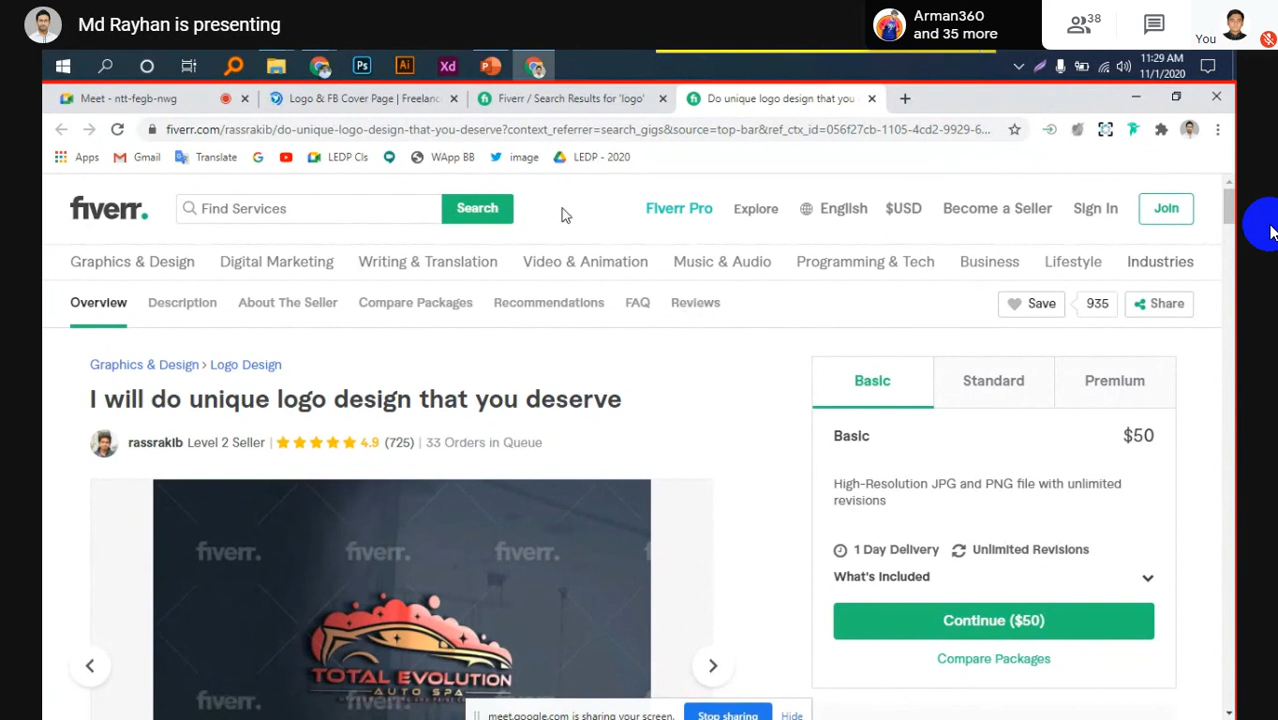 Md Rayhan is presenting
Arman360
and 35 more
38
You
Ps
Ai
Xd
11:29 AM
11/1/2020
Meet - ntt-fegb-nwg
Logo & FB Cover Page | Freelanc
Fiverr / Search Results for 'logo'
Do unique logo design that you
fiverr.com/rassrakib/do-unique-logo-design-that-you-deserve?context_referrer=search_gigs&source=top-bar&ref_ctx_id=056f27cb-1105-4cd2-9929-6...
Apps
Gmail
Translate
LEDP Cls
WApp BB
image
LEDP - 2020
fiverr.
Find Services
Search
Fiverr Pro
Explore
English
$USD
Become a Seller
Sign In
Join
Graphics & Design
Digital Marketing
Writing & Translation
Video & Animation
Music & Audio
Programming & Tech
Business
Lifestyle
Industries
Overview
Description
About The Seller
Compare Packages
Recommendations
FAQ
Reviews
Save
935
Share
Graphics & Design › Logo Design
I will do unique logo design that you deserve
rassrakib Level 2 Seller | 4.9 (725) | 33 Orders in Queue
fiverr.
fiverr.
fiverr.
TOTAL EVOLUTION
AUTO SPA
fiverr.
fiverr.
Basic
Standard
Premium
Basic
$50
High-Resolution JPG and PNG file with unlimited
revisions
1 Day Delivery
Unlimited Revisions
What's Included
Continue ($50)
Compare Packages
meet.google.com is sharing your screen.
Stop sharing
Hide